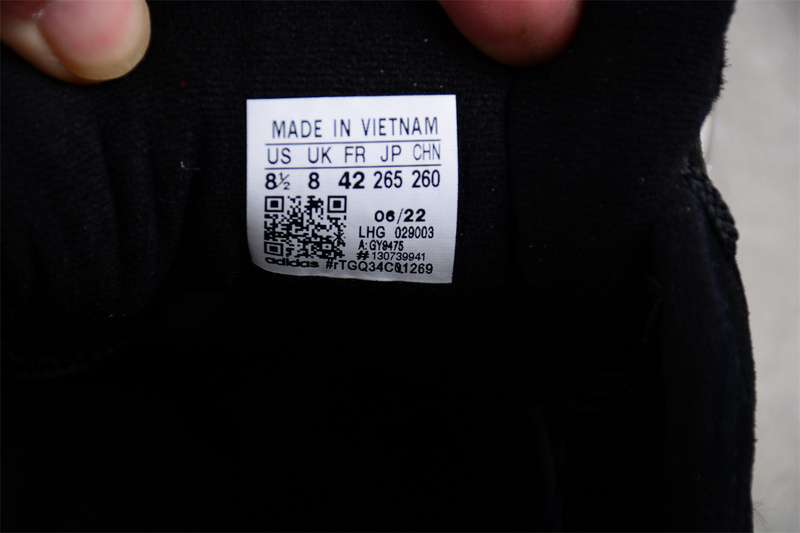 MADE IN VIETNAM
US UK FR JP CHN
8½ 8 42 265 260
06/22
LHG 029003
A: GY9475
# 130739941
adidas #rTGQ34C01269